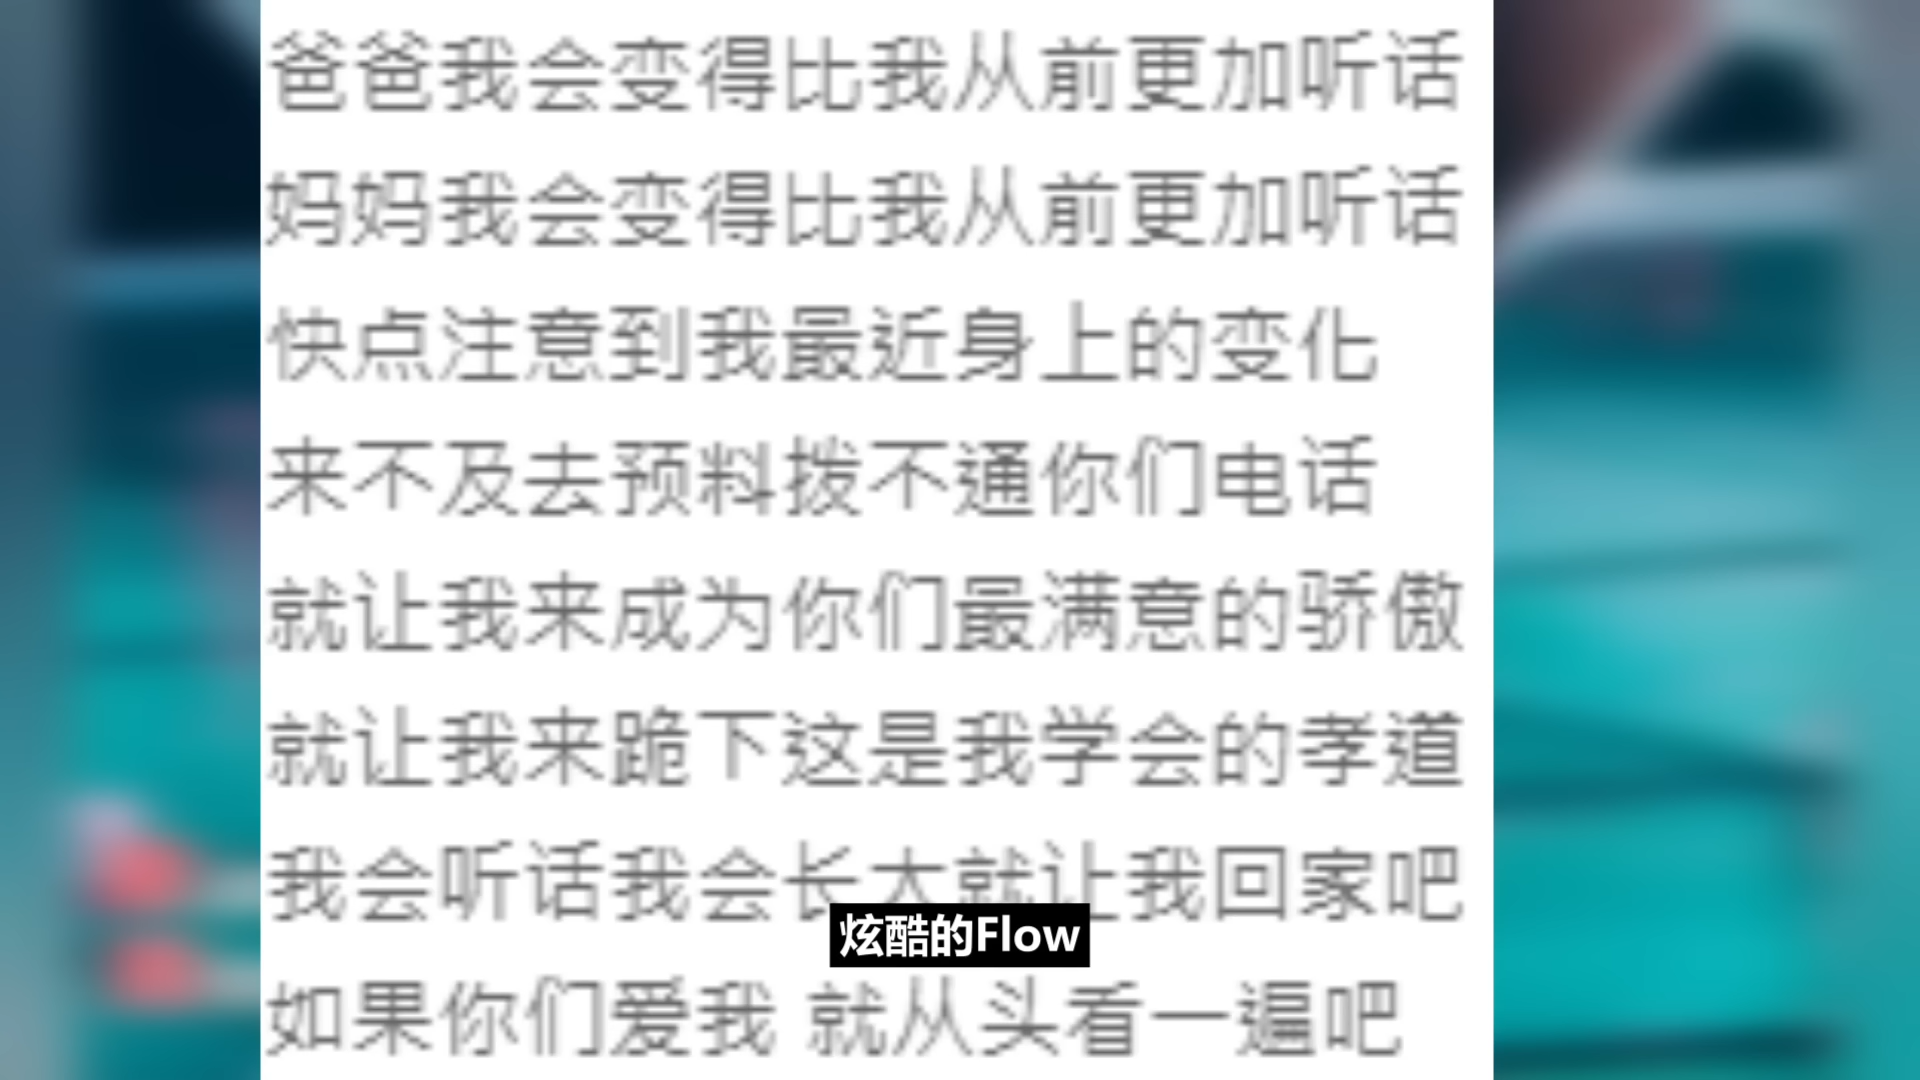 爸爸我会变得比我从前更加听话
妈妈我会变得比我从前更加听话
快点注意到我最近身上的变化
来不及去预料拨不通你们电话
就让我来成为你们最满意的骄傲
就让我来跪下这是我学会的孝道
我会听话我会长大就让我回家吧
炫酷的Flow
如果你们爱我 就从头看一遍吧